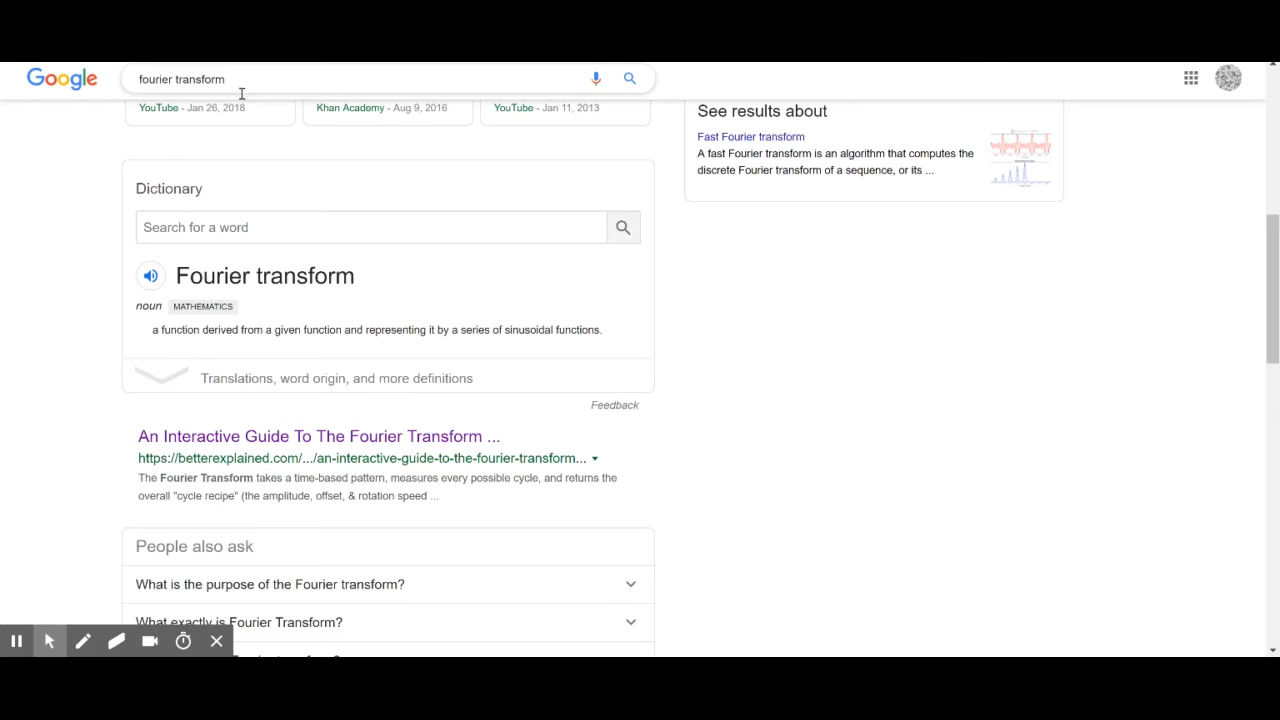 Google
fourier transform
YouTube - Jan 26, 2018
Khan Academy - Aug 9, 2016
YouTube - Jan 11, 2013
Dictionary
Search for a word
Fourier transform
noun MATHEMATICS
a function derived from a given function and representing it by a series of sinusoidal functions.
Translations, word origin, and more definitions
Feedback
An Interactive Guide To The Fourier Transform ...
https://betterexplained.com/.../an-interactive-guide-to-the-fourier-transform...
The Fourier Transform takes a time-based pattern, measures every possible cycle, and returns the
overall "cycle recipe" (the amplitude, offset, & rotation speed ...
People also ask
What is the purpose of the Fourier transform?
What exactly is Fourier Transform?
See results about
Fast Fourier transform
A fast Fourier transform is an algorithm that computes the
discrete Fourier transform of a sequence, or its ...